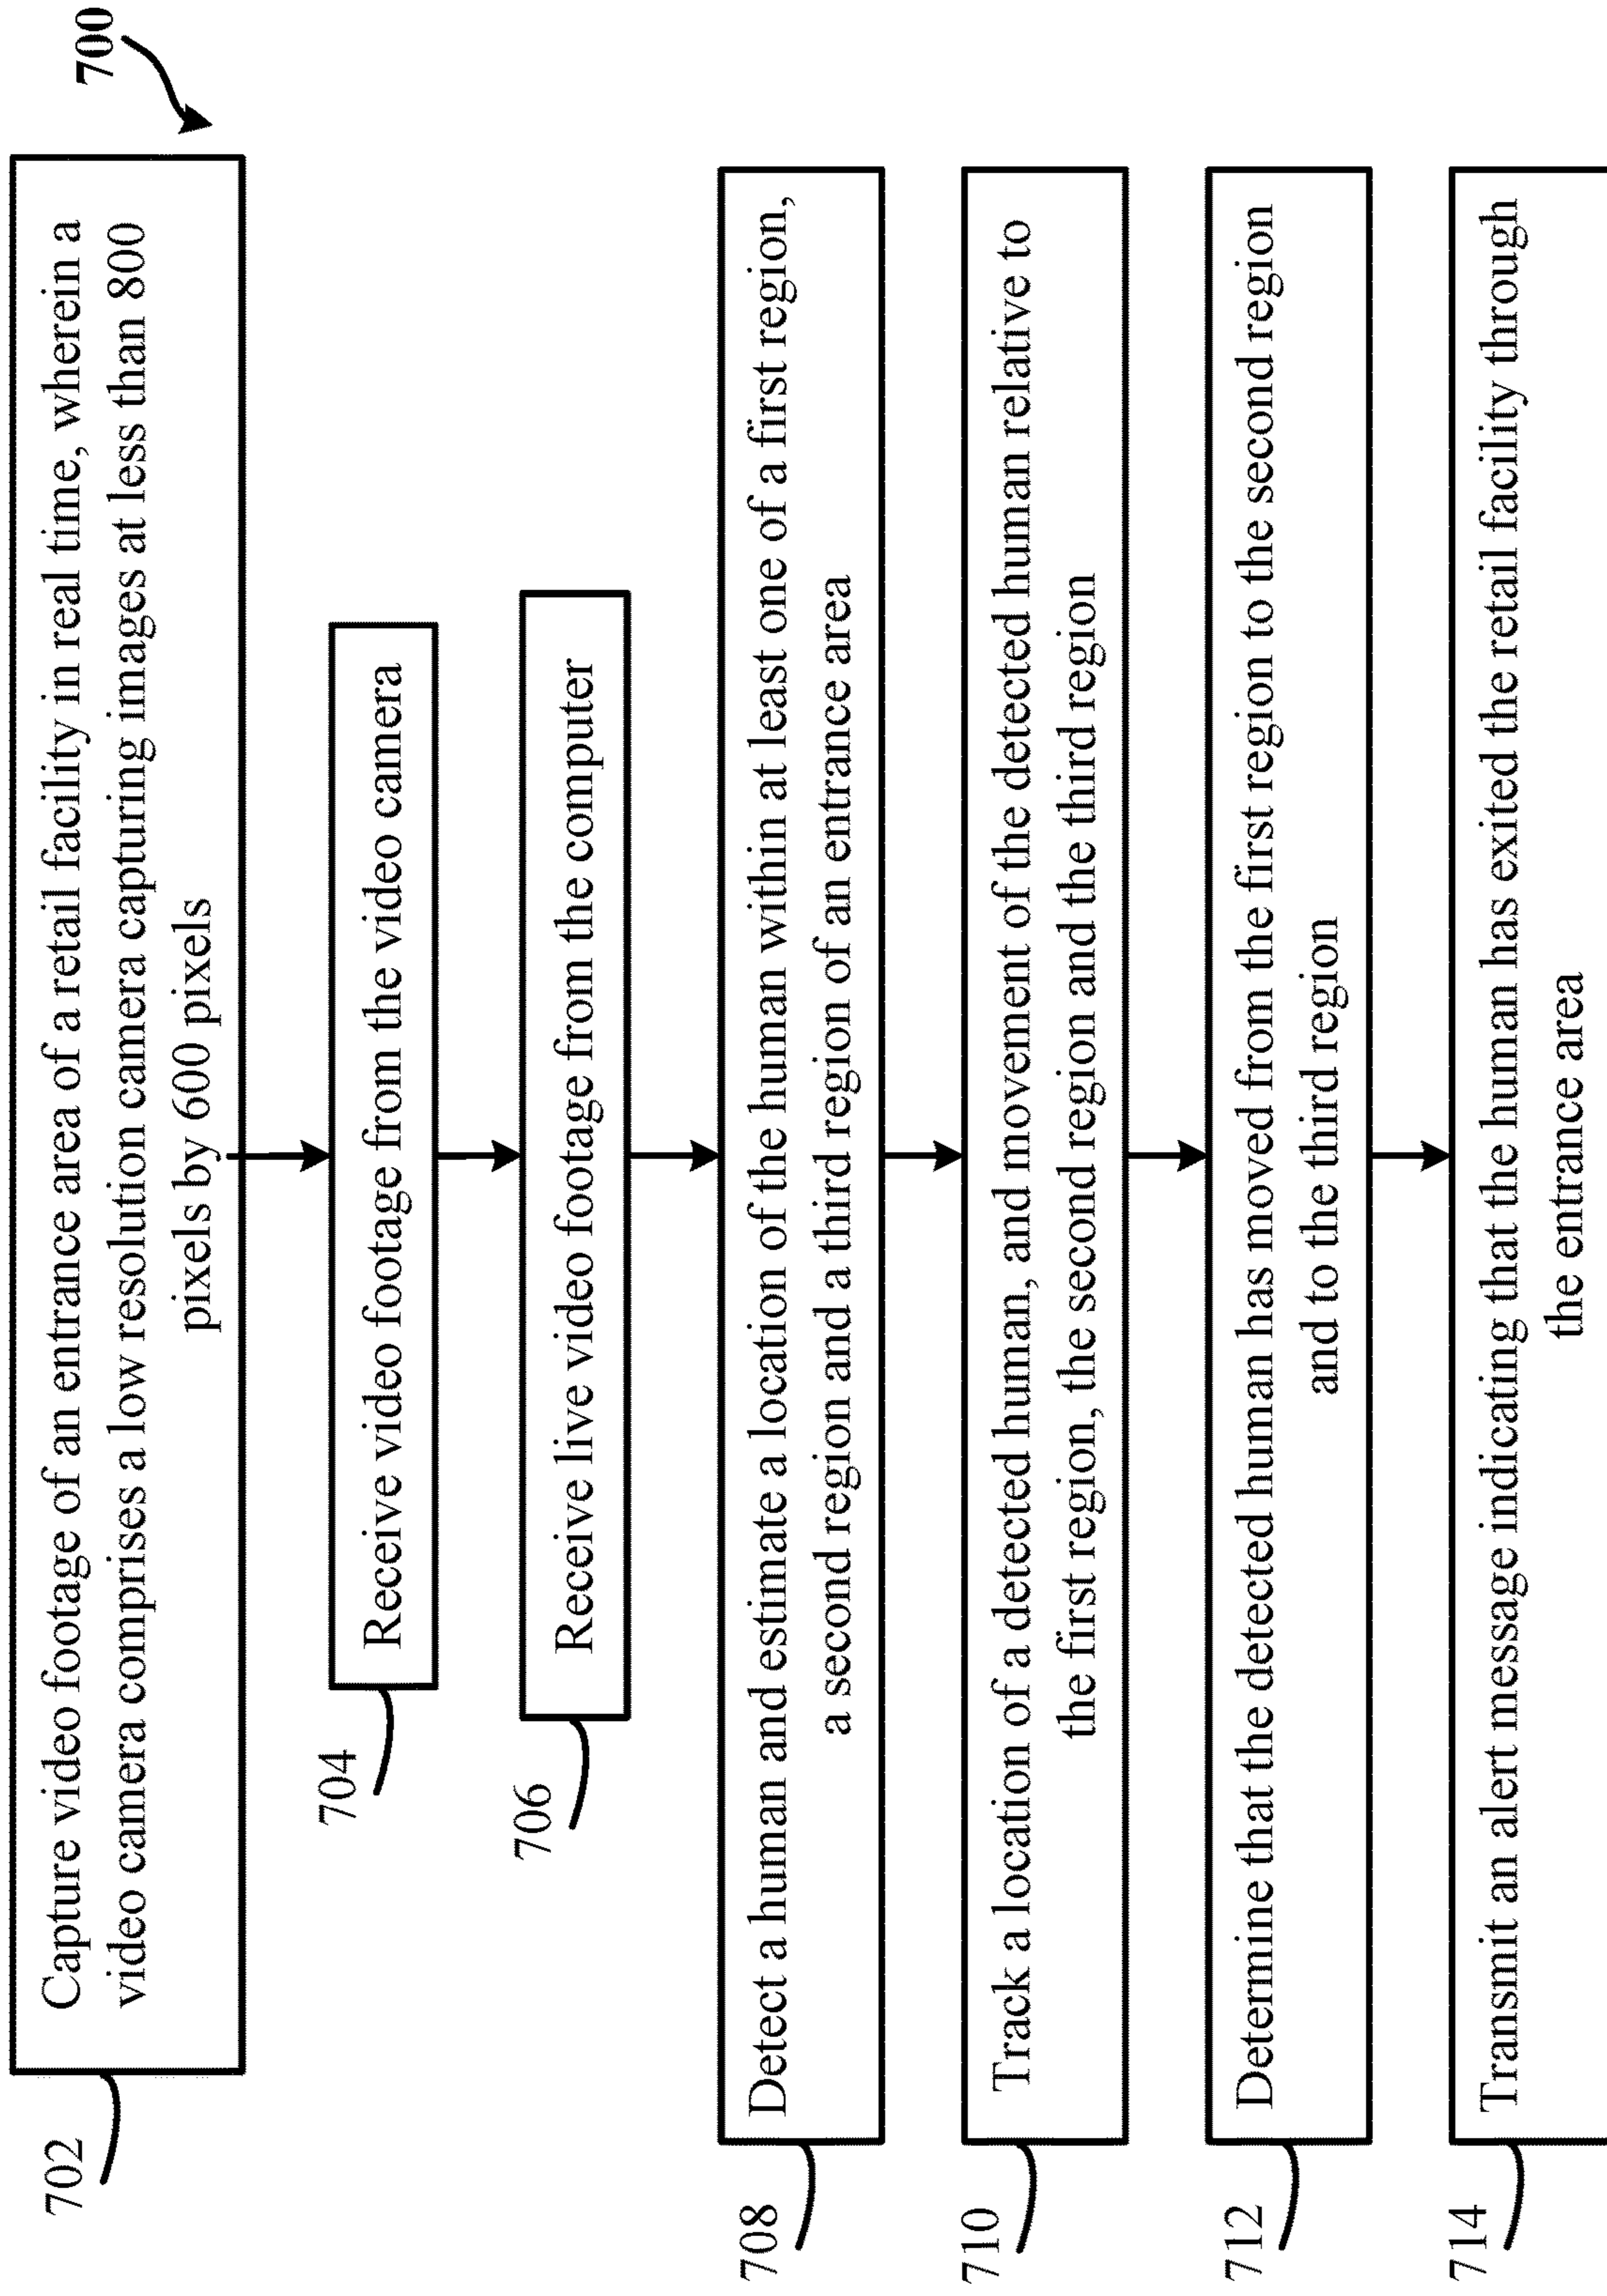 700
702
Capture video footage of an entrance area of a retail facility in real time, wherein a
video camera comprises a low resolution camera capturing images at less than 800
pixels by 600 pixels
704
Receive video footage from the video camera
706
Receive live video footage from the computer
708
Detect a human and estimate a location of the human within at least one of a first region,
a second region and a third region of an entrance area
710
Track a location of a detected human, and movement of the detected human relative to
the first region, the second region and the third region
712
Determine that the detected human has moved from the first region to the second region
and to the third region
714
Transmit an alert message indicating that the human has exited the retail facility through
the entrance area